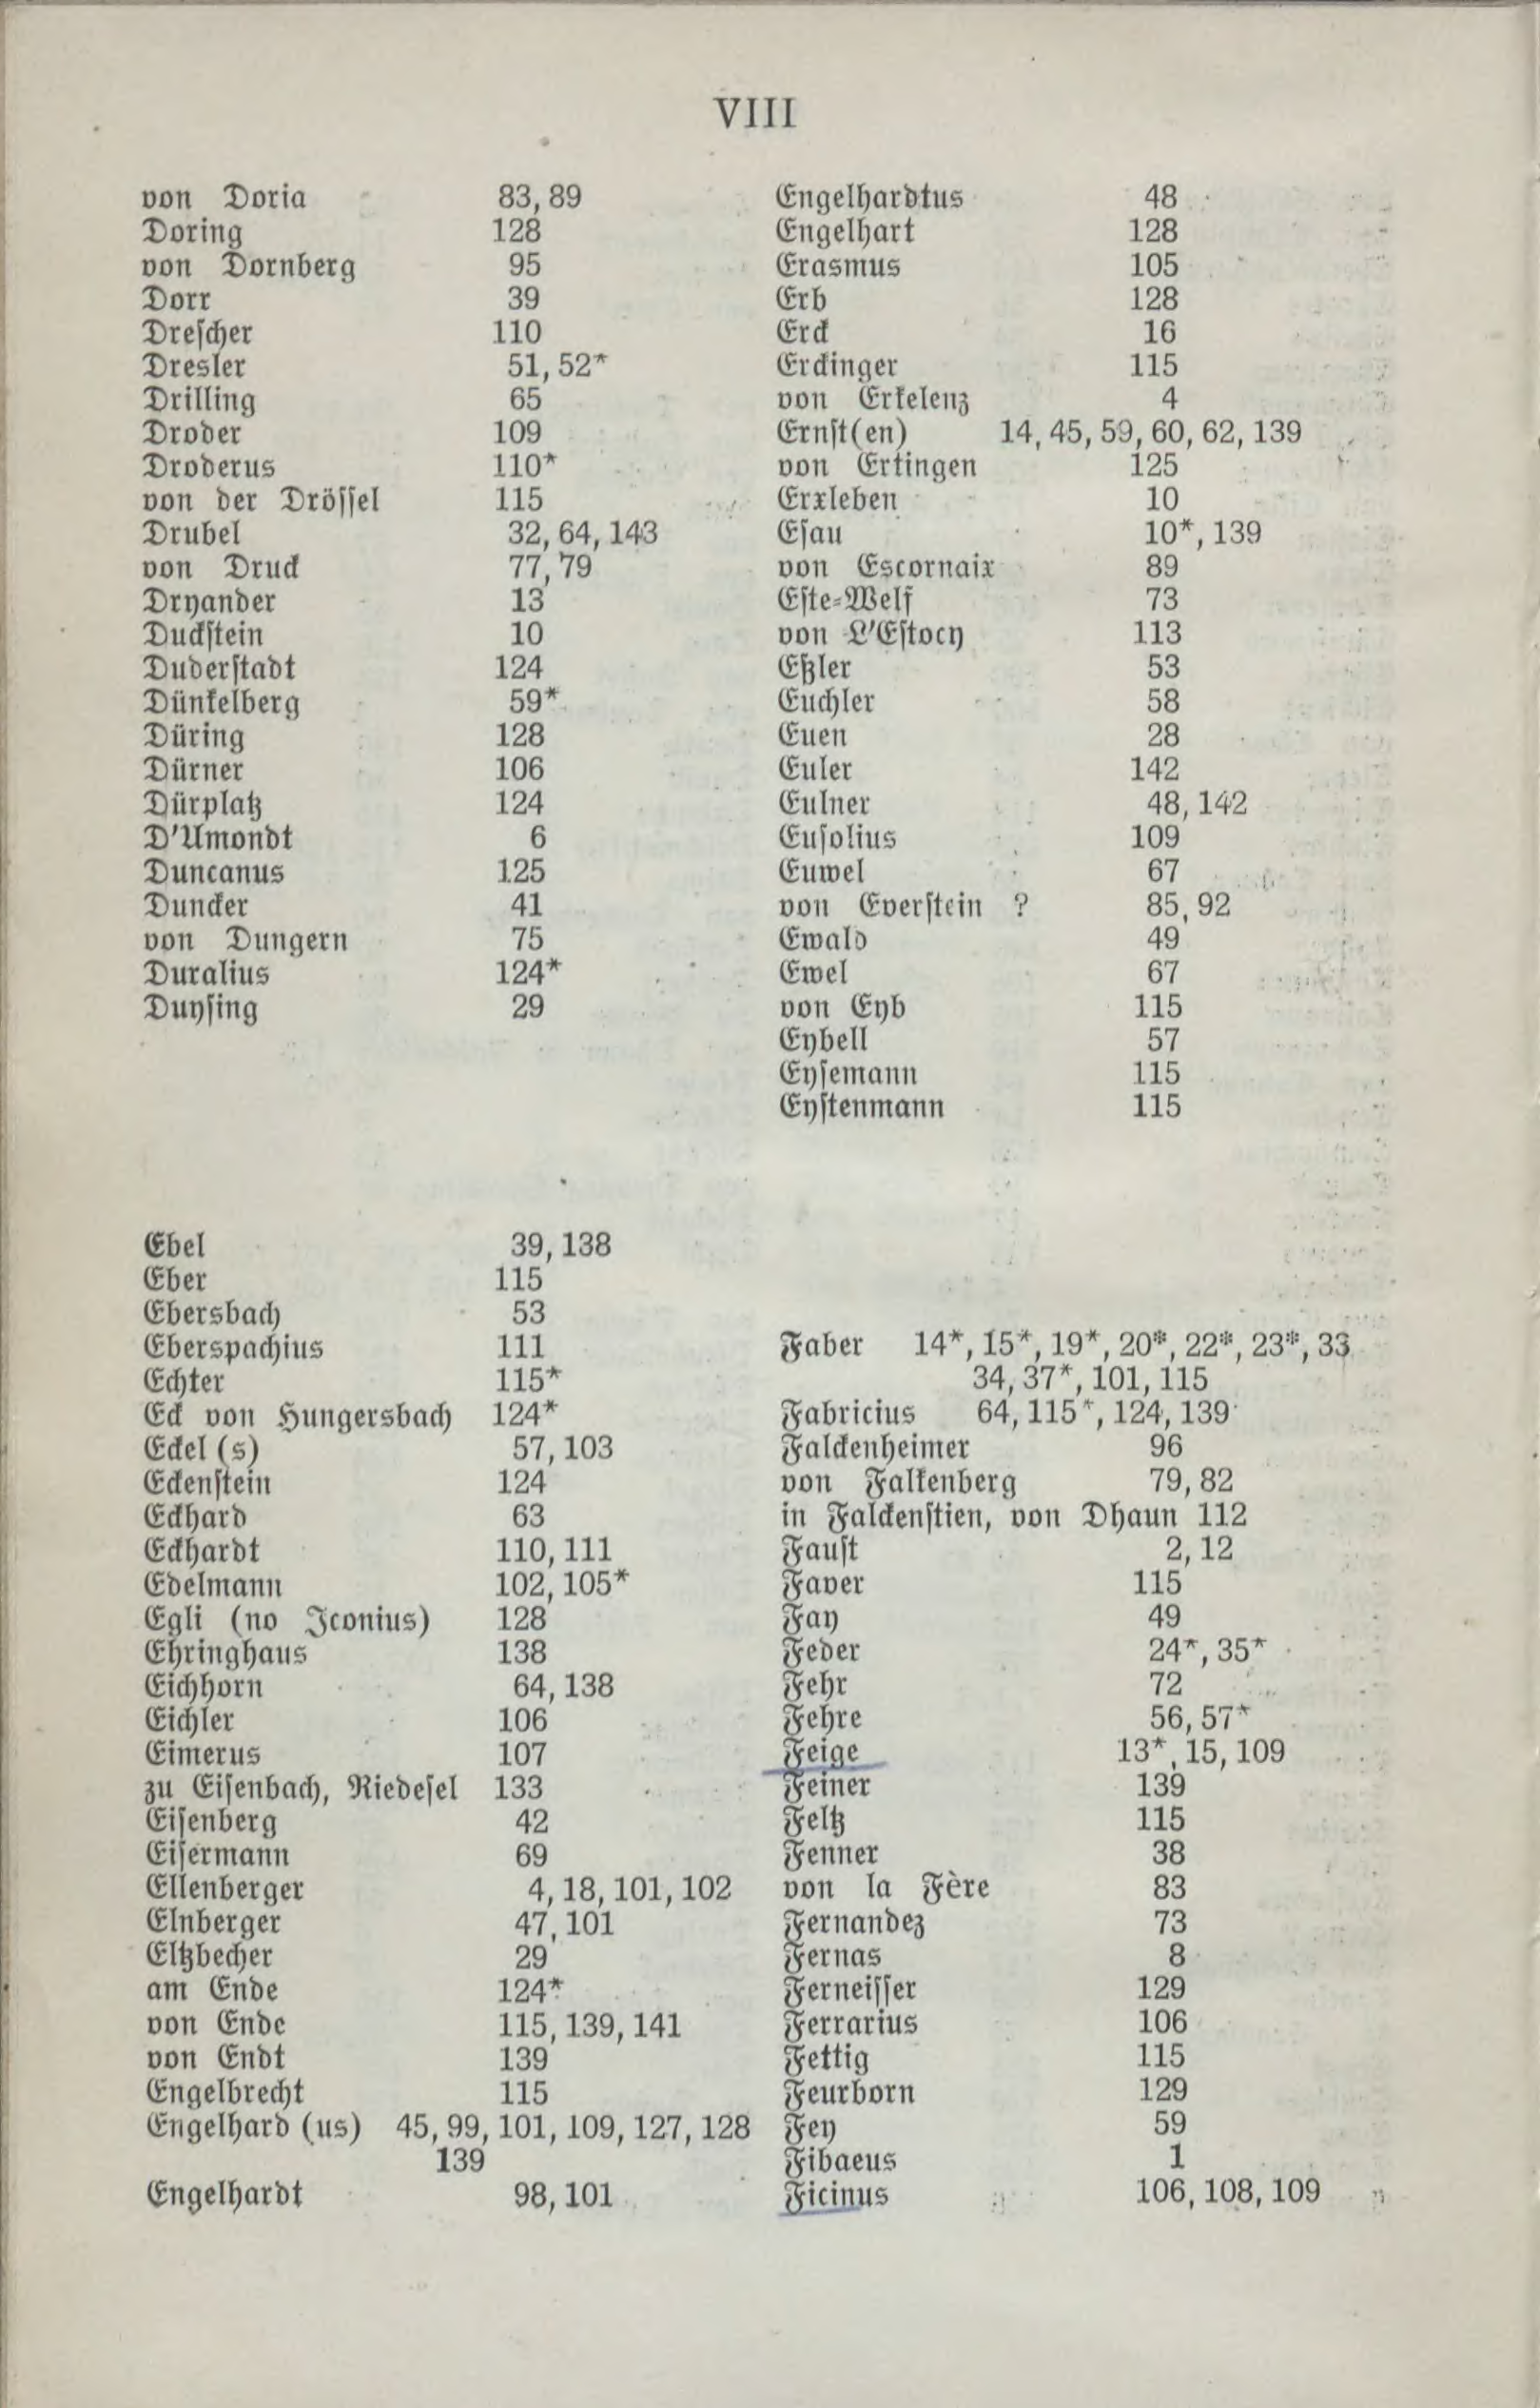 VIII
von Doria 83, 89
Doring 128
von Dornberg 95
Dorr 39
Drescher 110
Dresler 51, 52*
Drilling 65
Droder 109
Droderus 110*
von der Drössel 115
Drubel 32, 64, 143
von Druck 77, 79
Dryander 13
Duckstein 10
Duderstadt 124
Dünkelberg 59*
Düring 128
Dürner 106
Dürplatz 124
D'Umondt 6
Duncanus 125
Duncker 41
von Dungern 75
Duralius 124*
Duysing 29
Ebel 39, 138
Eber 115
Ebersbach 53
Eberspachius 111
Echter 115*
Eck von Hungersbach 124*
Eckel (s) 57, 103
Eckenstein 124
Eckhard 63
Eckhardt 110, 111
Edelmann 102, 105*
Egli (no Iconius) 128
Ehringhaus 138
Eichhorn 64, 138
Eichler 106
Eimerus 107
zu Eisenbach, Riedesel 133
Eisenberg 42
Eisermann 69
Ellenberger 4, 18, 101, 102
Elnberger 47, 101
Eltzbecher 29
am Ende 124*
von Ende 115, 139, 141
von Endt 139
Engelbrecht 115
Engelhard (us) 45, 99, 101, 109, 127, 128
139
Engelhardt 98, 101
Engelhardtus 48
Engelhart 128
Erasmus 105
Erb 128
Erck 16
Erckinger 115
von Erkelenz 4
Ernst(en) 14, 45, 59, 60, 62, 139
von Ertingen 125
Erxleben 10
Esau 10*, 139
von Escornaix 89
Este-Welf 73
von L'Estocy 113
Eßler 53
Euchler 58
Euen 28
Euler 142
Eulner 48, 142
Eusolius 109
Euwel 67
von Everstein ? 85, 92
Ewald 49
Ewel 67
von Eyb 115
Eybell 57
Eysemann 115
Eystenmann 115
Faber 14*, 15*, 19*, 20*, 22*, 23*, 33
34, 37*, 101, 115
Fabricius 64, 115*, 124, 139
Falckenheimer 96
von Falkenberg 79, 82
in Falckenstien, von Dhaun 112
Faust 2, 12
Faver 115
Fay 49
Feder 24*, 35*
Fehr 72
Fehre 56, 57*
Feige 13*, 15, 109
Feiner 139
Feltz 115
Fenner 38
von la Fère 83
Fernandez 73
Fernas 8
Ferneisser 129
Ferrarius 106
Fettig 115
Feurborn 129
Fey 59
Fibaeus 1
Ficinus 106, 108, 109